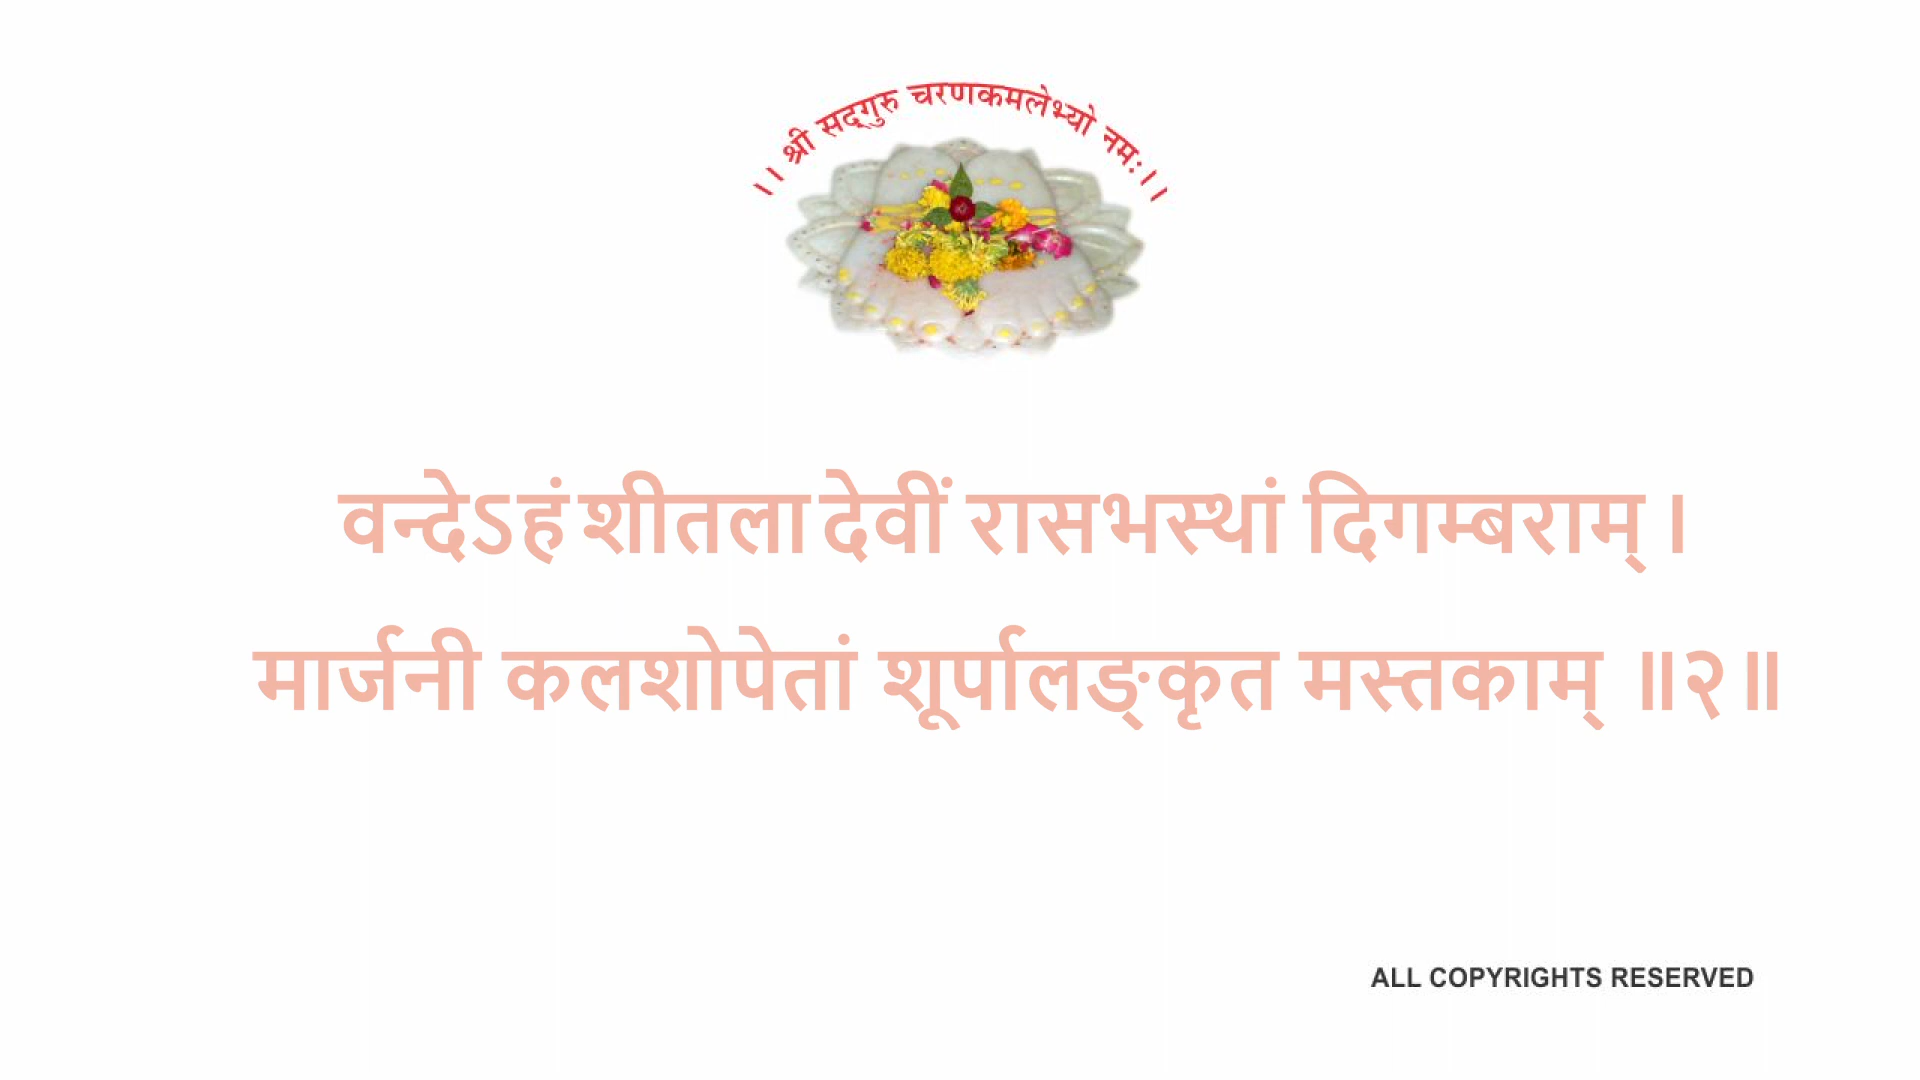 ।। श्री सद्गुरु चरणकमलेभ्यो नमः।।
वन्देऽहं शीतला देवीं रासभस्थां दिगम्बराम् ।
मार्जनी कलशोपेतां शूर्पालङ्कृत मस्तकाम् ॥२॥
ALL COPYRIGHTS RESERVED